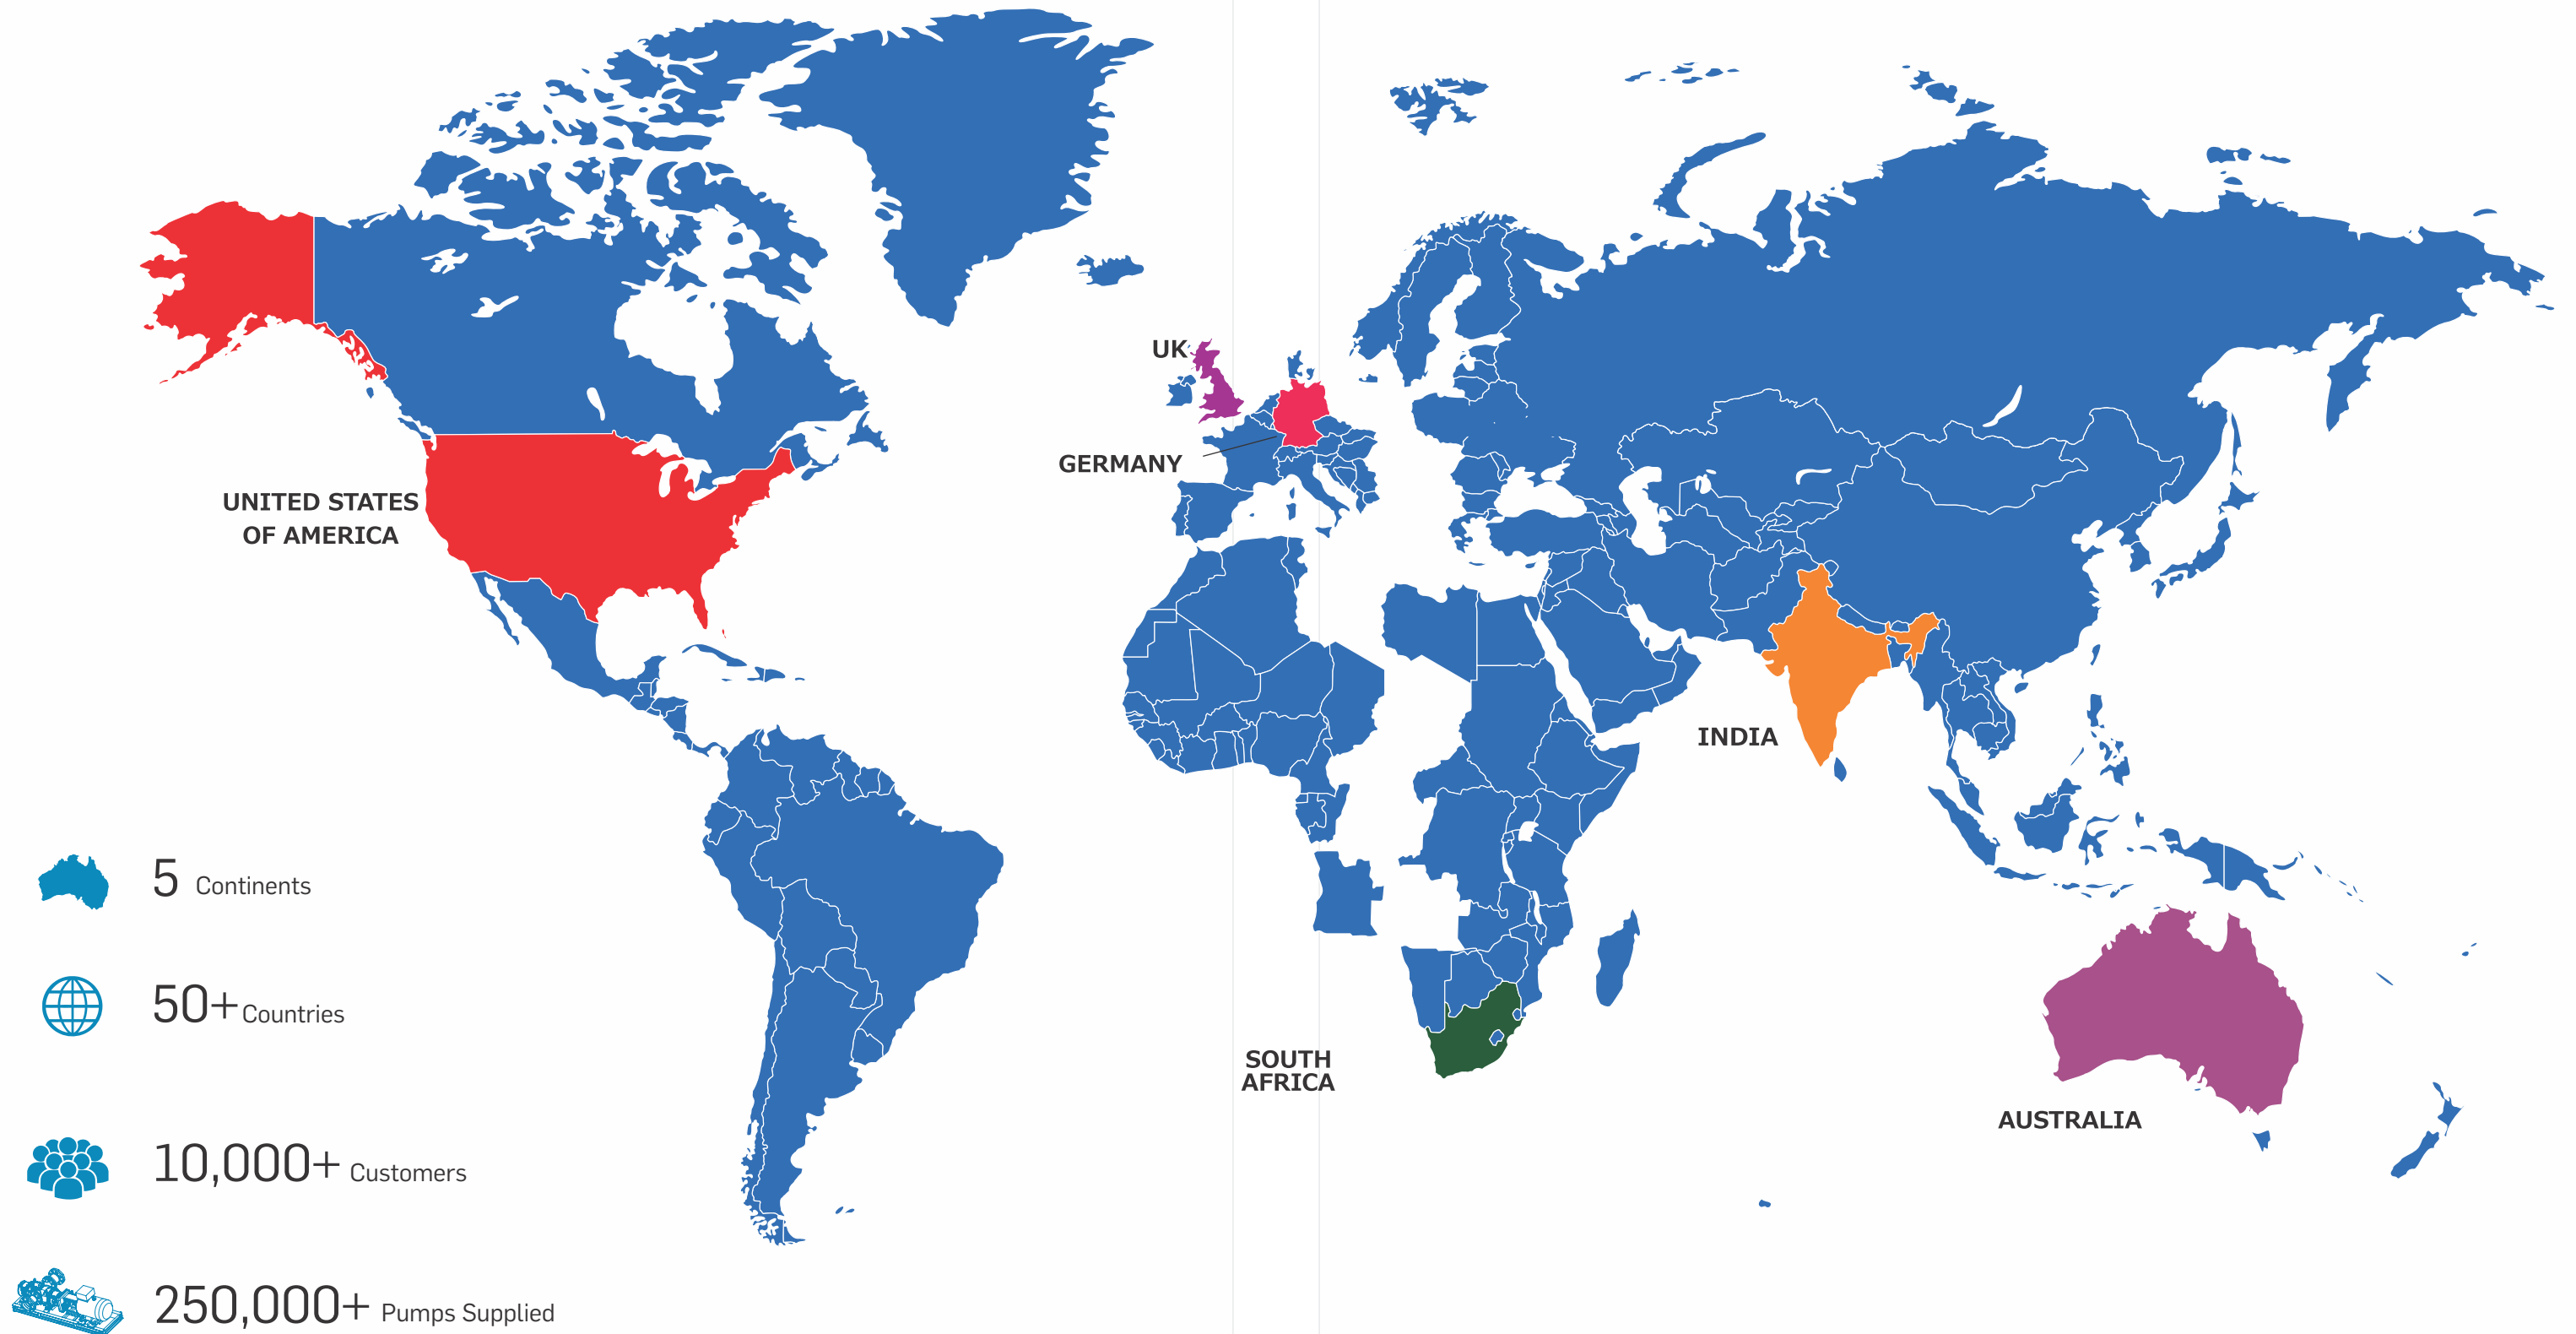 UK
GERMANY
UNITED STATES
OF AMERICA
INDIA
SOUTH
AFRICA
AUSTRALIA
5 Continents
50+ Countries
10,000+ Customers
250,000+ Pumps Supplied